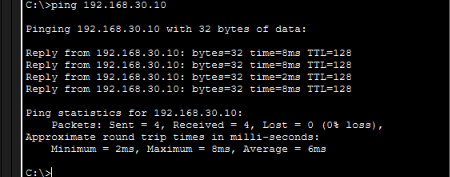 C:\>ping 192.168.30.10
Pinging 192.168.30.10 with 32 bytes of data:
Reply from 192.168.30.10: bytes=32 time=8ms TTL=128
Reply from 192.168.30.10: bytes=32 time=8ms TTL=128
Reply from 192.168.30.10: bytes=32 time=2ms TTL=128
Reply from 192.168.30.10: bytes=32 time=8ms TTL=128
Ping statistics for 192.168.30.10:
    Packets: Sent = 4, Received = 4, Lost = 0 (0% loss),
Approximate round trip times in milli-seconds:
    Minimum = 2ms, Maximum = 8ms, Average = 6ms
C:\>